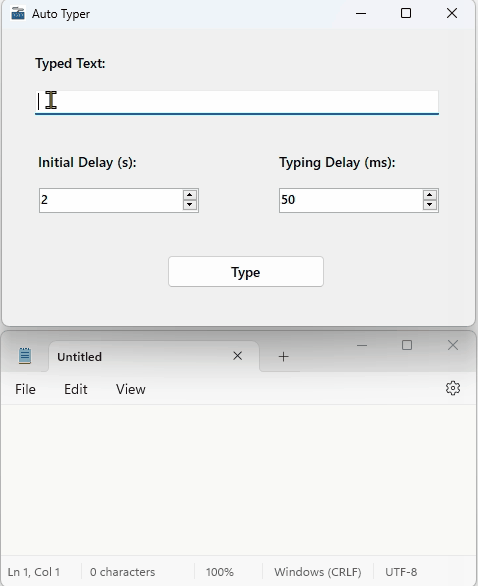 Auto Typer
Typed Text:
Initial Delay (s): Typing Delay (ms):
2 50
Type
Untitled
File Edit View
Ln 1, Col 1 0 characters 100% Windows (CRLF) UTF-8